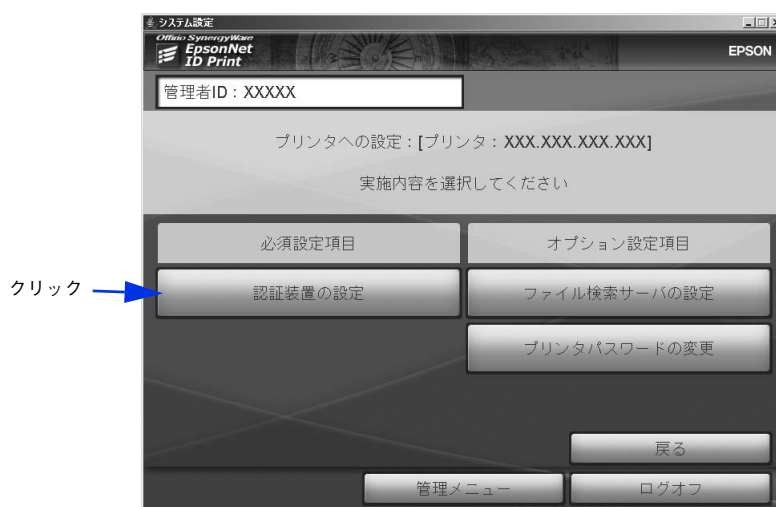 システム設定
Offirio SynergyWare
EpsonNet
ID Print
EPSON
管理者ID：XXXXX
プリンタへの設定：[プリンタ：XXX.XXX.XXX.XXX]
実施内容を選択してください
必須設定項目
オプション設定項目
クリック
認証装置の設定
ファイル検索サーバの設定
プリンタパスワードの変更
戻る
管理メニュー
ログオフ